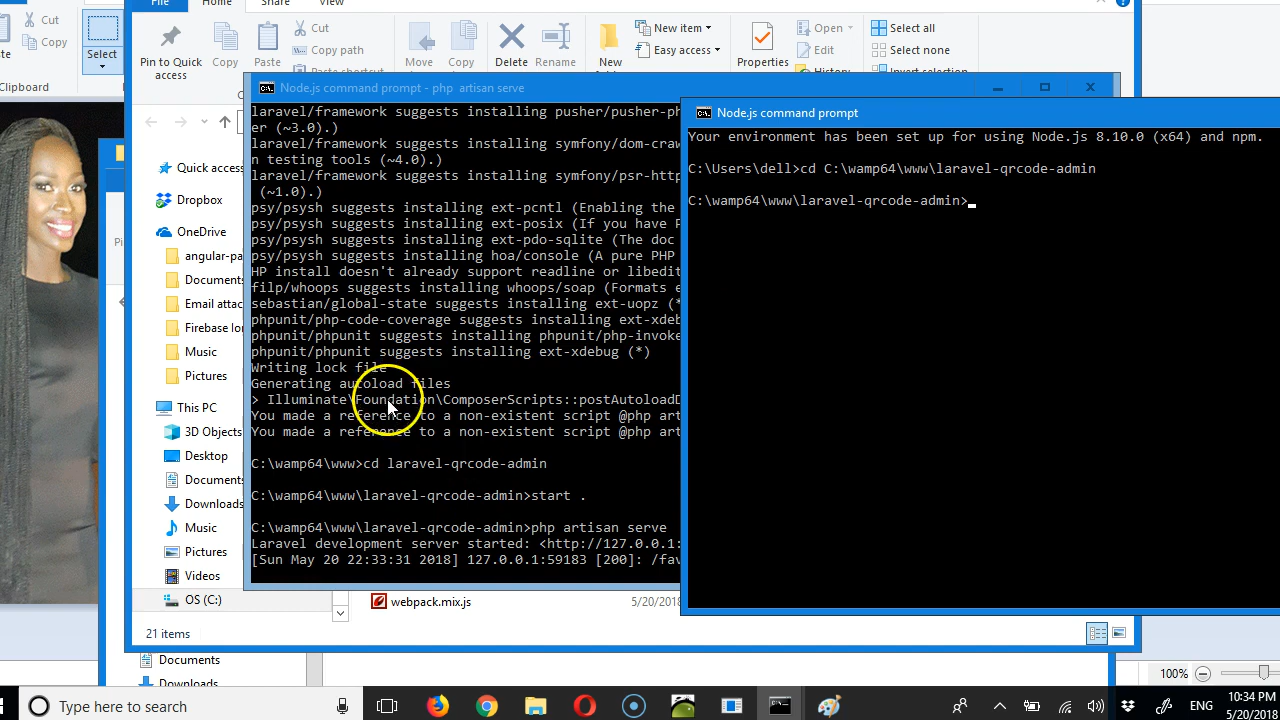 File
Home
Share
View
Cut
Copy
Select
Clipboard
Pin to Quick
access
Copy
Paste
Cut
Copy path
Paste shortcut
Move
Copy
Delete
Rename
New
New item
Easy access
Properties
Open
Edit
History
Select all
Select none
Invert selection
Node.js command prompt - php  artisan serve
laravel/framework suggests installing pusher/pusher-ph
er (~3.0).)
laravel/framework suggests installing symfony/dom-craw
n testing tools (~4.0).)
laravel/framework suggests installing symfony/psr-http
(~1.0).)
psy/psysh suggests installing ext-pcntl (Enabling the
psy/psysh suggests installing ext-posix (If you have P
psy/psysh suggests installing ext-pdo-sqlite (The doc
psy/psysh suggests installing hoa/console (A pure PHP
HP install doesn't already support readline or libedit
filp/whoops suggests installing whoops/soap (Formats e
sebastian/global-state suggests installing ext-uopz (*
phpunit/php-code-coverage suggests installing ext-xdeb
phpunit/phpunit suggests installing phpunit/php-invoke
phpunit/phpunit suggests installing ext-xdebug (*)
Writing lock file
Generating autoload files
> Illuminate\Foundation\ComposerScripts::postAutoloadD
You made a reference to a non-existent script @php art
You made a reference to a non-existent script @php art
C:\wamp64\www>cd laravel-qrcode-admin
C:\wamp64\www\laravel-qrcode-admin>start .
C:\wamp64\www\laravel-qrcode-admin>php artisan serve
Laravel development server started: <http://127.0.0.1:
[Sun May 20 22:33:31 2018] 127.0.0.1:59183 [200]: /fav
Node.js command prompt
Your environment has been set up for using Node.js 8.10.0 (x64) and npm.
C:\Users\dell>cd C:\wamp64\www\laravel-qrcode-admin
C:\wamp64\www\laravel-qrcode-admin>
Quick access
Dropbox
OneDrive
angular-pa
Documents
Email attac
Firebase Ion
Music
Pictures
This PC
3D Objects
Desktop
Documents
Downloads
Music
Pictures
Videos
OS (C:)
webpack.mix.js
5/20/2018
21 items
Documents
Downloads
100%
Type here to search
ENG
10:34 PM
5/20/2018